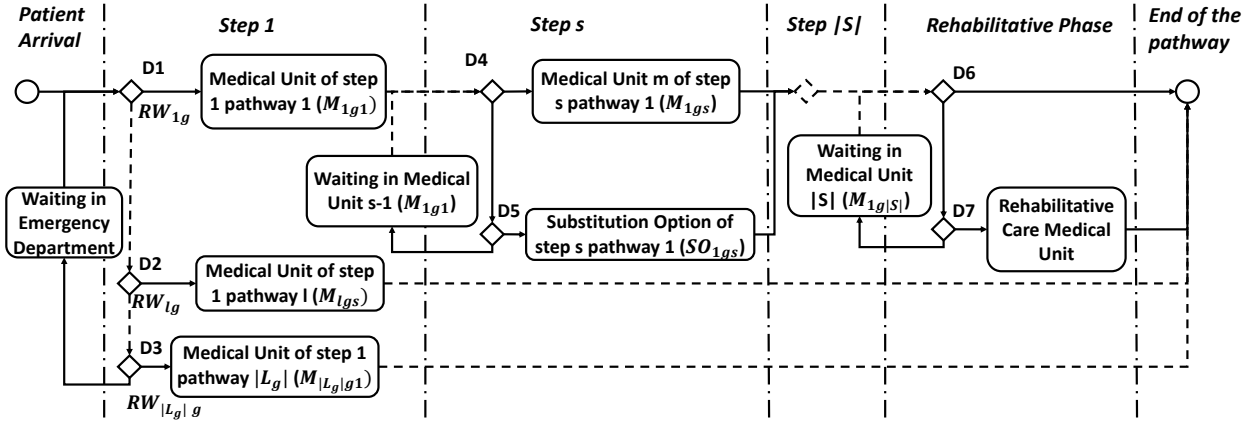 Patient
Arrival
Step 1
Step s
Step |S|
Rehabilitative Phase
End of the
pathway
D1
Medical Unit of step
1 pathway 1 (M1g1)
RW1g
D4
Medical Unit m of step
s pathway 1 (M1gs)
D6
Waiting in
Emergency
Department
Waiting in Medical
Unit s-1 (M1g1)
D5
Substitution Option of
step s pathway 1 (SO1gs)
Waiting in
Medical Unit
|S| (M1g|S|)
D7
Rehabilitative
Care Medical
Unit
D2
RWlg
Medical Unit of step
1 pathway l (Mlgs)
D3
Medical Unit of step 1
pathway |Lg| (M|Lg|g1)
RW|Lg| g